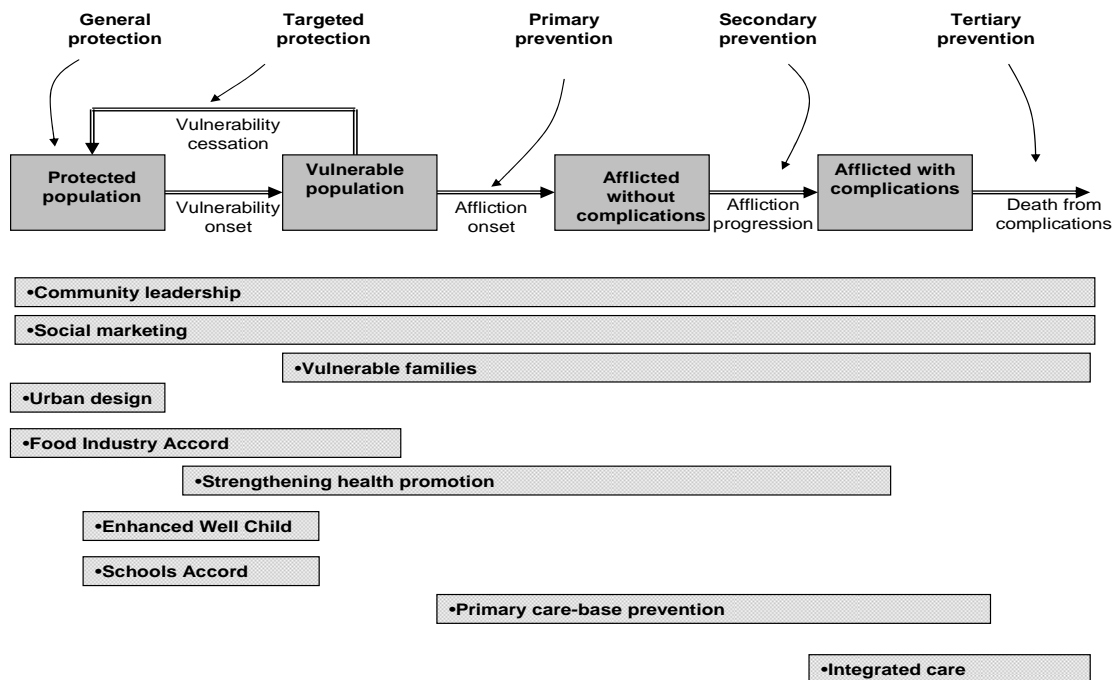 General
protection
Targeted
protection
Primary
prevention
Secondary
prevention
Tertiary
prevention
Vulnerability
cessation
Protected
population
Vulnerability
onset
Vulnerable
population
Affliction
onset
Afflicted
without
complications
Affliction
progression
Afflicted with
complications
Death from
complications
•Community leadership
•Social marketing
•Vulnerable families
•Urban design
•Food Industry Accord
•Strengthening health promotion
•Enhanced Well Child
•Schools Accord
•Primary care-base prevention
•Integrated care